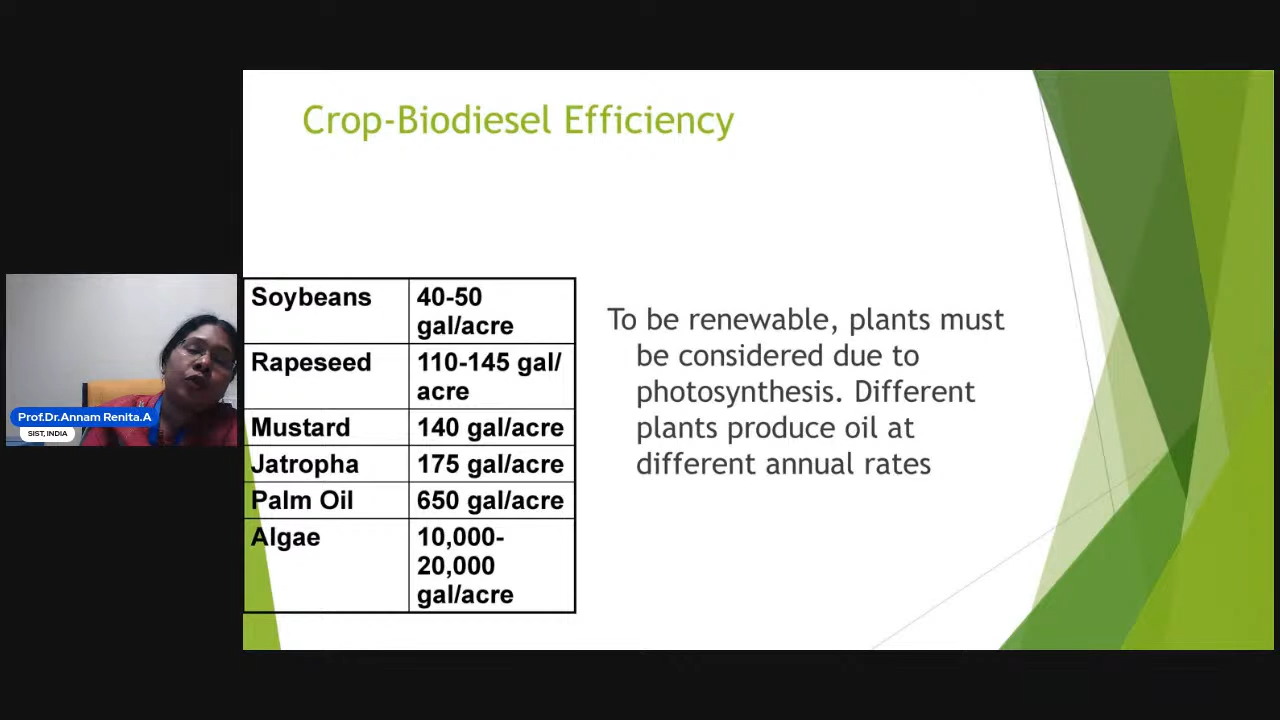 Crop-Biodiesel Efficiency
Soybeans 40-50
gal/acre
Rapeseed 110-145 gal/
acre
Mustard 140 gal/acre
Jatropha 175 gal/acre
Palm Oil 650 gal/acre
Algae 10,000-
20,000
gal/acre
To be renewable, plants must
be considered due to
photosynthesis. Different
plants produce oil at
different annual rates
Prof.Dr.Annam Renita.A
SIST, INDIA